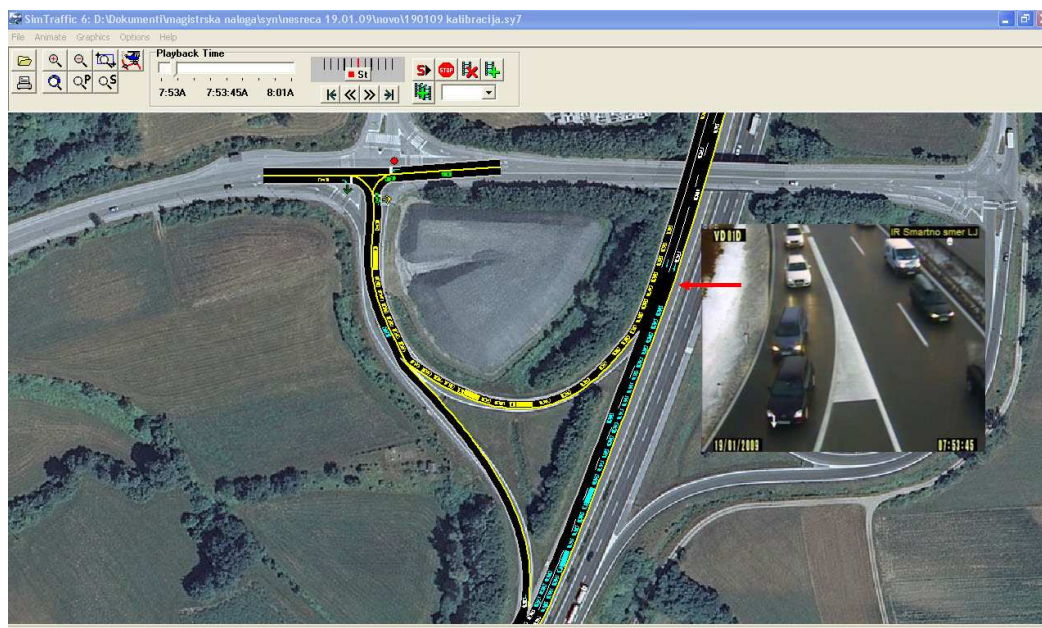 SimTraffic 6: D:\Dokumenti\magistrska naloga\syn\nesreca 19.01.09\novo\190109 kalibracija.sy7
File Animate Graphics Options Help
Playback Time
7:53A 7:53:45A 8:01A
St
S
STOP
P
S
VD01D
IR Smartno smer LJ
19/01/2009
07:53:45